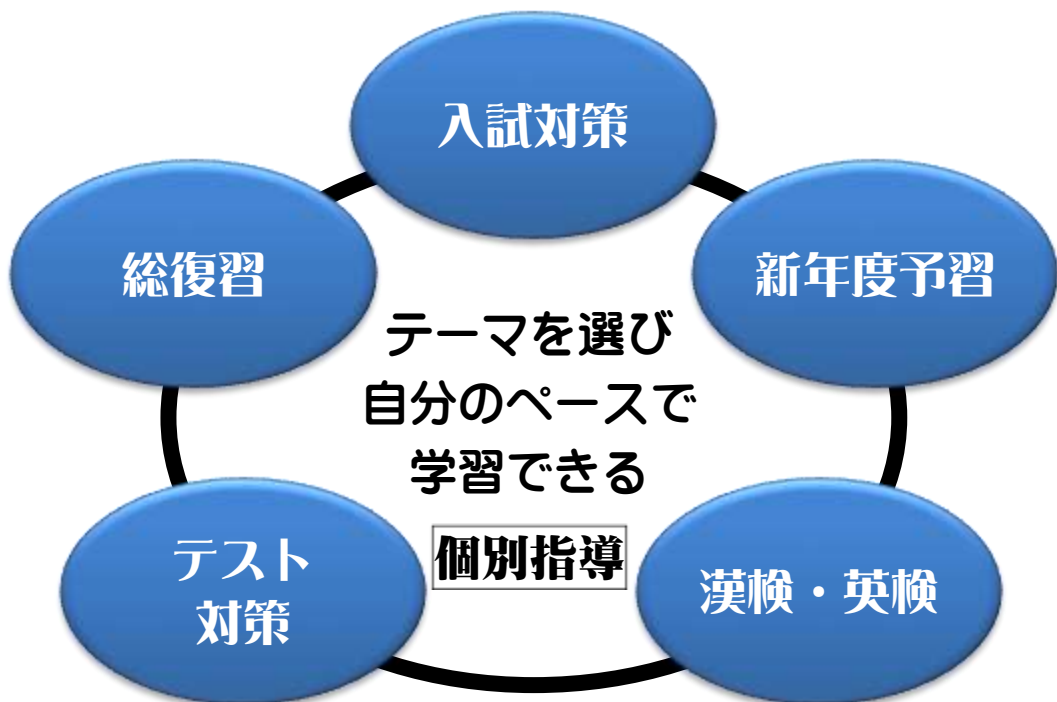 入試対策
総復習
新年度予習
テーマを選び
自分のペースで
学習できる
個別指導
テスト
対策
漢検・英検